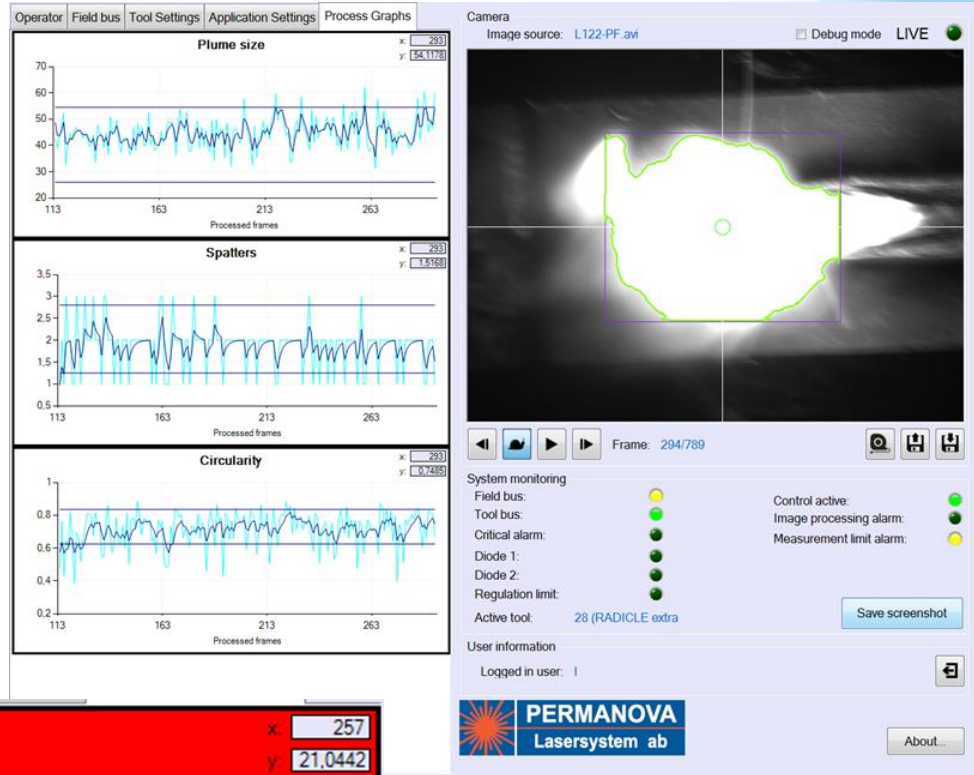 Operator Field bus Tool Settings Application Settings Process Graphs
Plume size
x: 293
y: 54,1178
70
60
50
40
30
20
113 163 213 263
Processed frames
Spatters
x: 293
y: 1,5168
3,5
3
2,5
2
1,5
1
0,5
113 163 213 263
Processed frames
Circularity
x: 293
y: 0,7485
1
0,8
0,6
0,4
0,2
113 163 213 263
Processed frames
x: 257
y: 21,0442
Camera
Image source: L122-PF.avi Debug mode LIVE
Frame: 294/789
System monitoring
Field bus:
Tool bus:
Critical alarm:
Diode 1:
Diode 2:
Regulation limit:
Active tool: 28 (RADICLE extra
Control active:
Image processing alarm:
Measurement limit alarm:
Save screenshot
User information
Logged in user: I
PERMANOVA
Lasersystem ab
About...